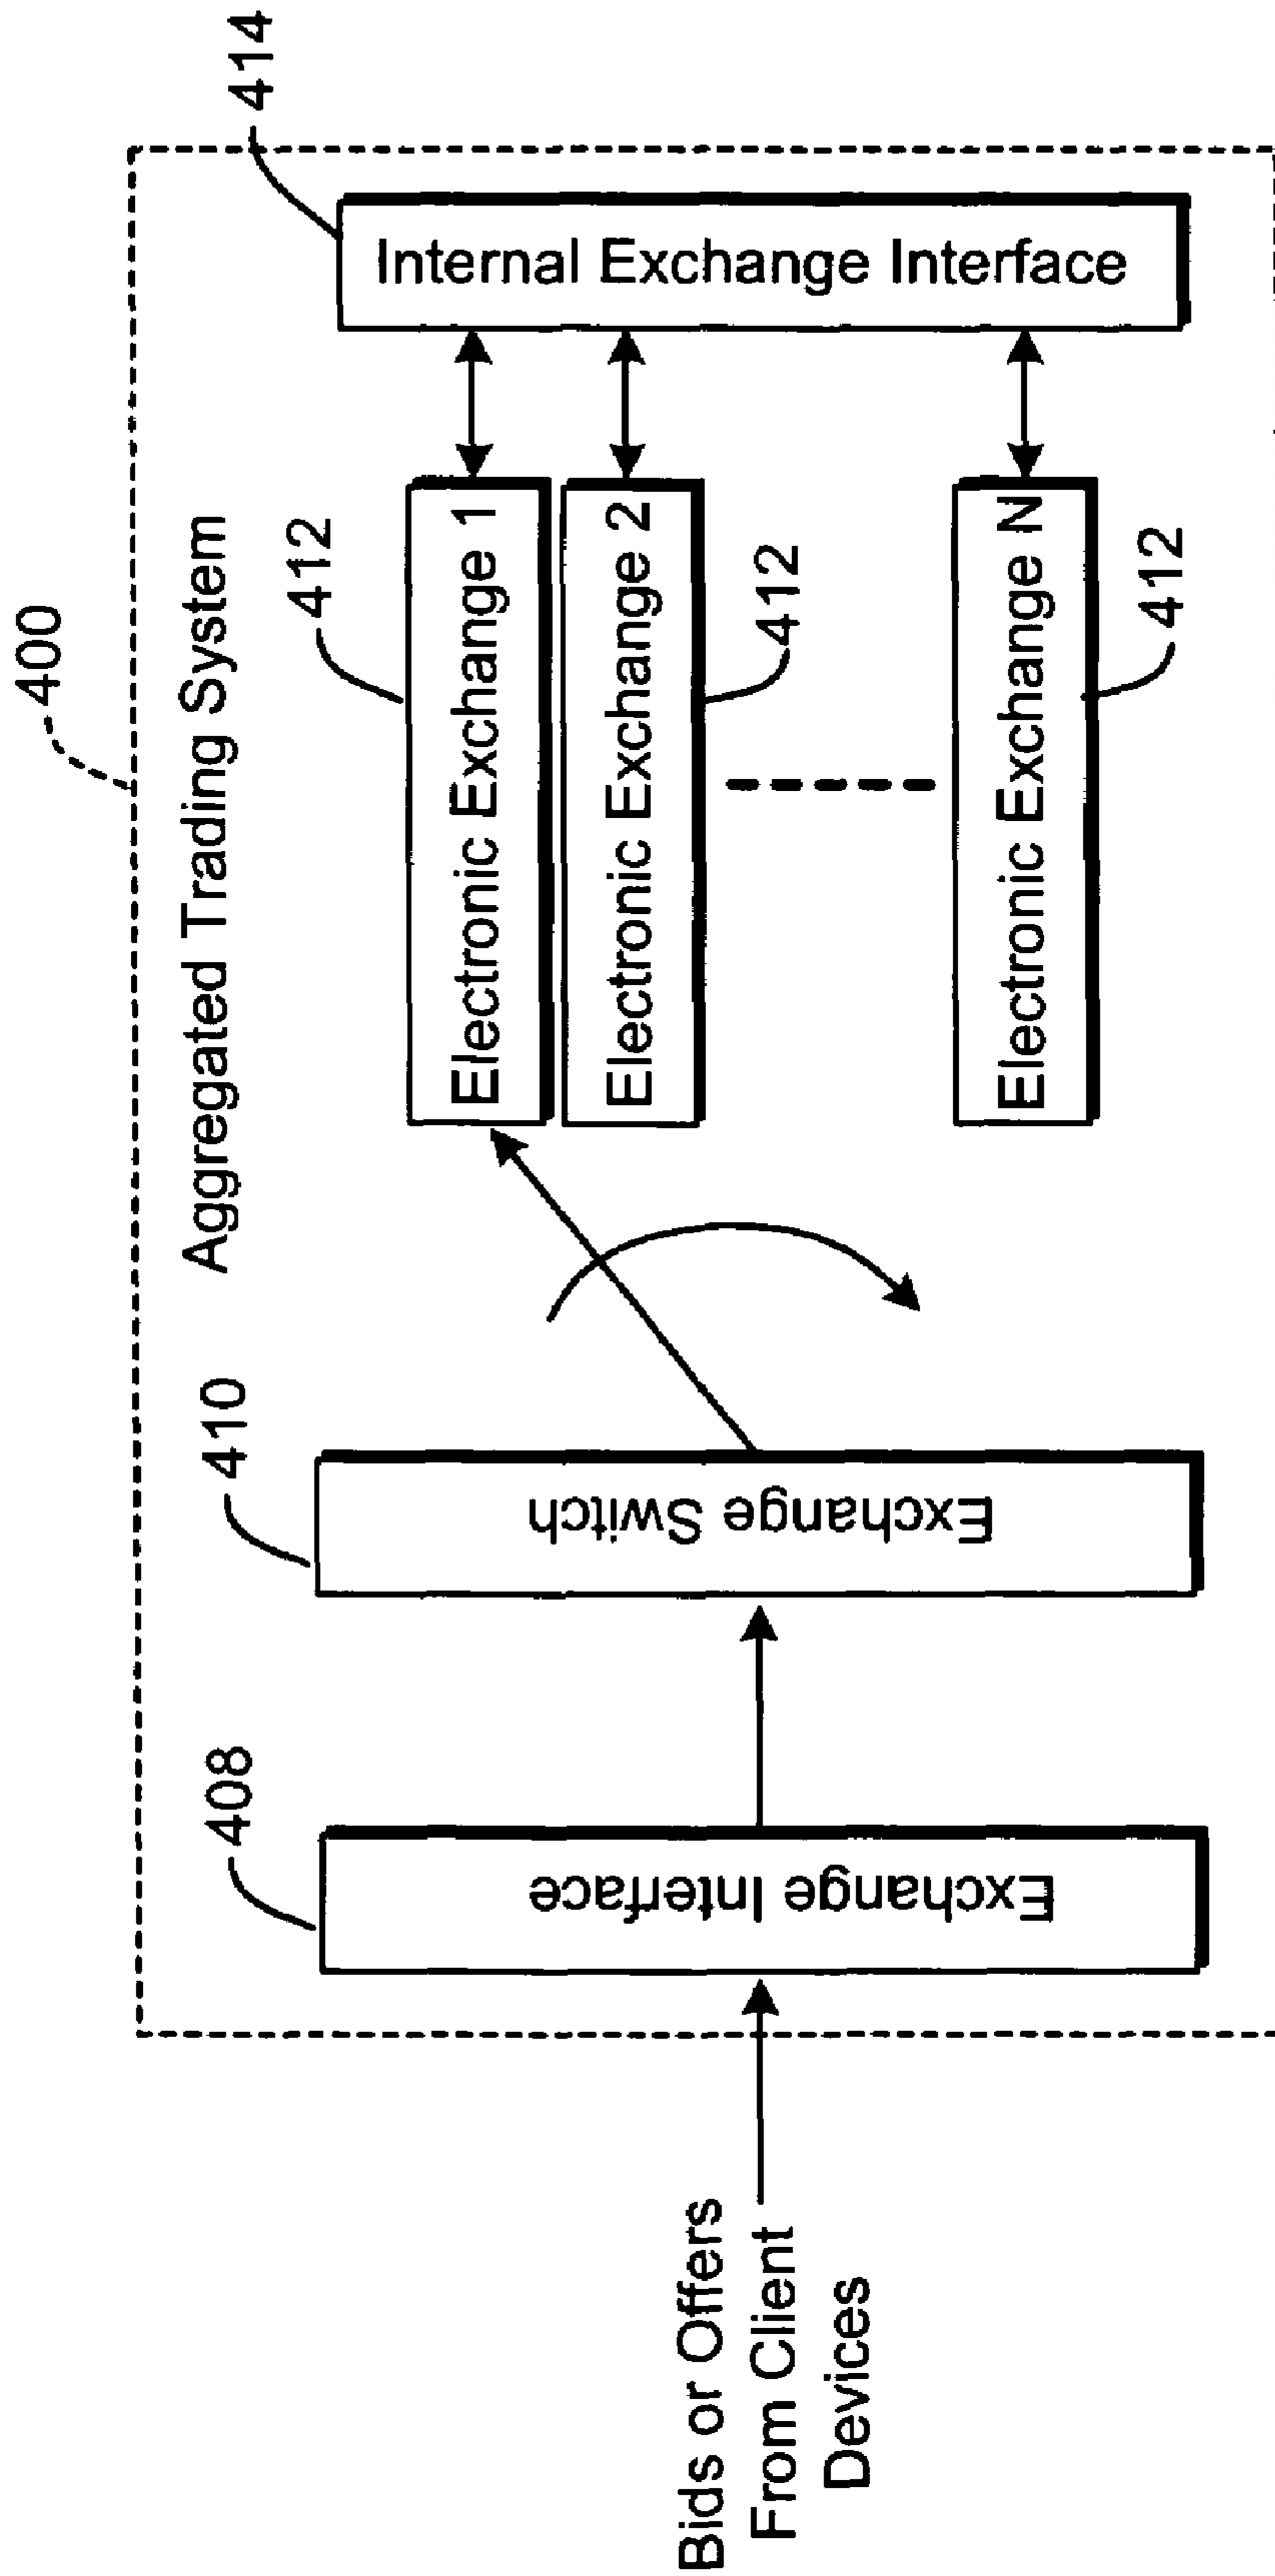 400
Aggregated Trading System
414
412
410
408
Internal Exchange Interface
Electronic Exchange 1
Electronic Exchange 2
412
Electronic Exchange N
412
Exchange Switch
Exchange Interface
Bids or Offers
From Client
Devices